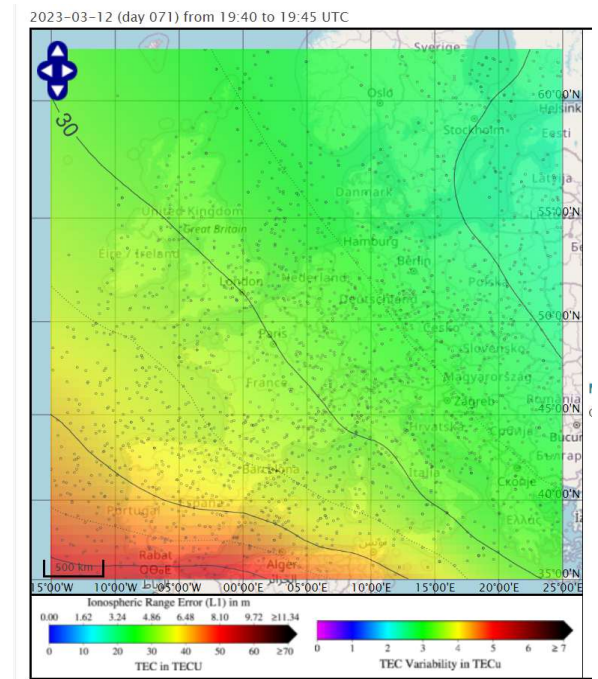 2023-03-12 (day 071) from 19:40 to 19:45 UTC
Sverige
60°00'N
Oslo
Helsink
30
Stockholm
Eesti
Latvija
Danmark
55°00'N
United Kingdom
Great Britain
Hamburg
Éire / Ireland
Berlin
London
Nederland
Polska
Deutschland
50°00'N
Paris
Česko
Slovensko
Magyarország
France
Zagreb
România
45°00'N
Hrvatska
Србија
Bucur
Българ
Barcelona
Italia
Скопје
40°00'N
España
Portugal
Ελλάς
تونس
Rabat
Alger
500 km
35°00'N
15°00'W
10°00'W
05°00'W
00°00'E
05°00'E
10°00'E
15°00'E
20°00'E
25°00'E
Ionospheric Range Error (L1) in m
0.00 1.62 3.24 4.86 6.48 8.10 9.72 ≥11.34
0 10 20 30 40 50 60 ≥70
TEC in TECU
0 1 2 3 4 5 6 ≥7
TEC Variability in TECu